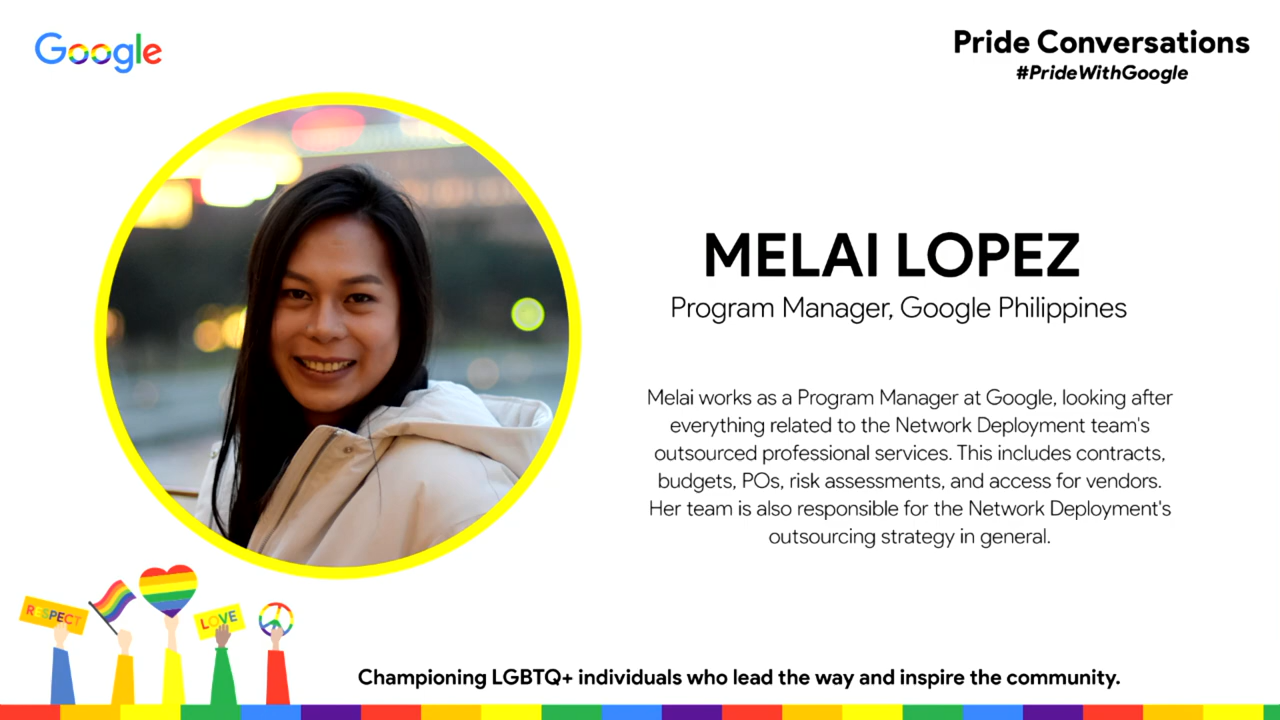 Google
Pride Conversations
#PrideWithGoogle
MELAI LOPEZ
Program Manager, Google Philippines
Melai works as a Program Manager at Google, looking after
everything related to the Network Deployment team's
outsourced professional services. This includes contracts,
budgets, POs, risk assessments, and access for vendors.
Her team is also responsible for the Network Deployment's
outsourcing strategy in general.
RESPECT
LOVE
Championing LGBTQ+ individuals who lead the way and inspire the community.